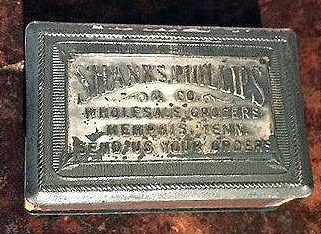 SHANKS, PHILLIPS
& CO.
WHOLESALE GROCERS
MEMPHIS, TENN.
SEND US YOUR ORDERS